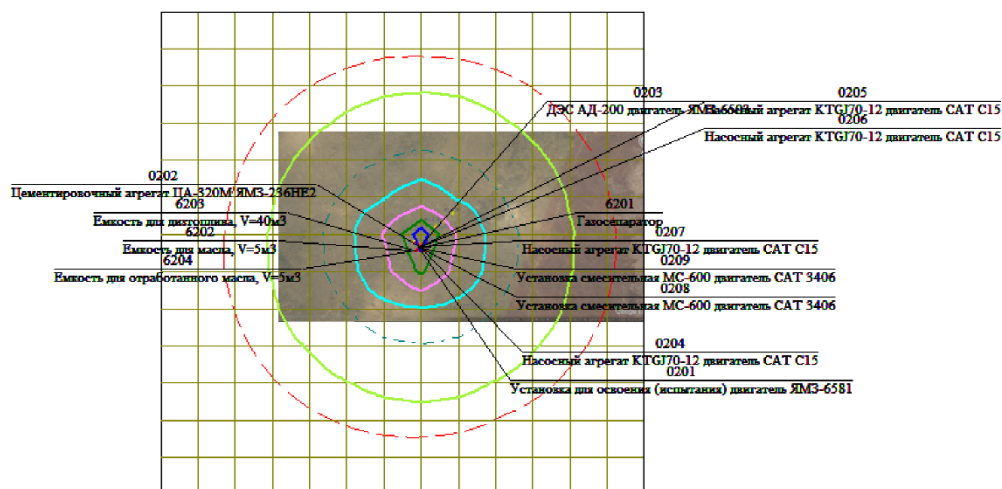 0203
0205
ДЭС АД-200 двигатель ЯМЗ-6503
Насосный агрегат KTGJ70-12 двигатель CAT C15
0206
Насосный агрегат KTGJ70-12 двигатель CAT C15
0202
Цементировочный агрегат ЦА-320М ЯМЗ-236НЕ2
6203
6201
Емкость для дизтоплива, V=40м3
Газосепаратор
6202
0207
Емкость для масла, V=5м3
Насосный агрегат KTGJ70-12 двигатель CAT C15
6204
0209
Емкость для отработанного масла, V=5м3
Установка смесительная МС-600 двигатель CAT 3406
0208
Установка смесительная МС-600 двигатель CAT 3406
0204
Насосный агрегат KTGJ70-12 двигатель CAT C15
0201
Установка для освоения (испытания) двигатель ЯМЗ-6581